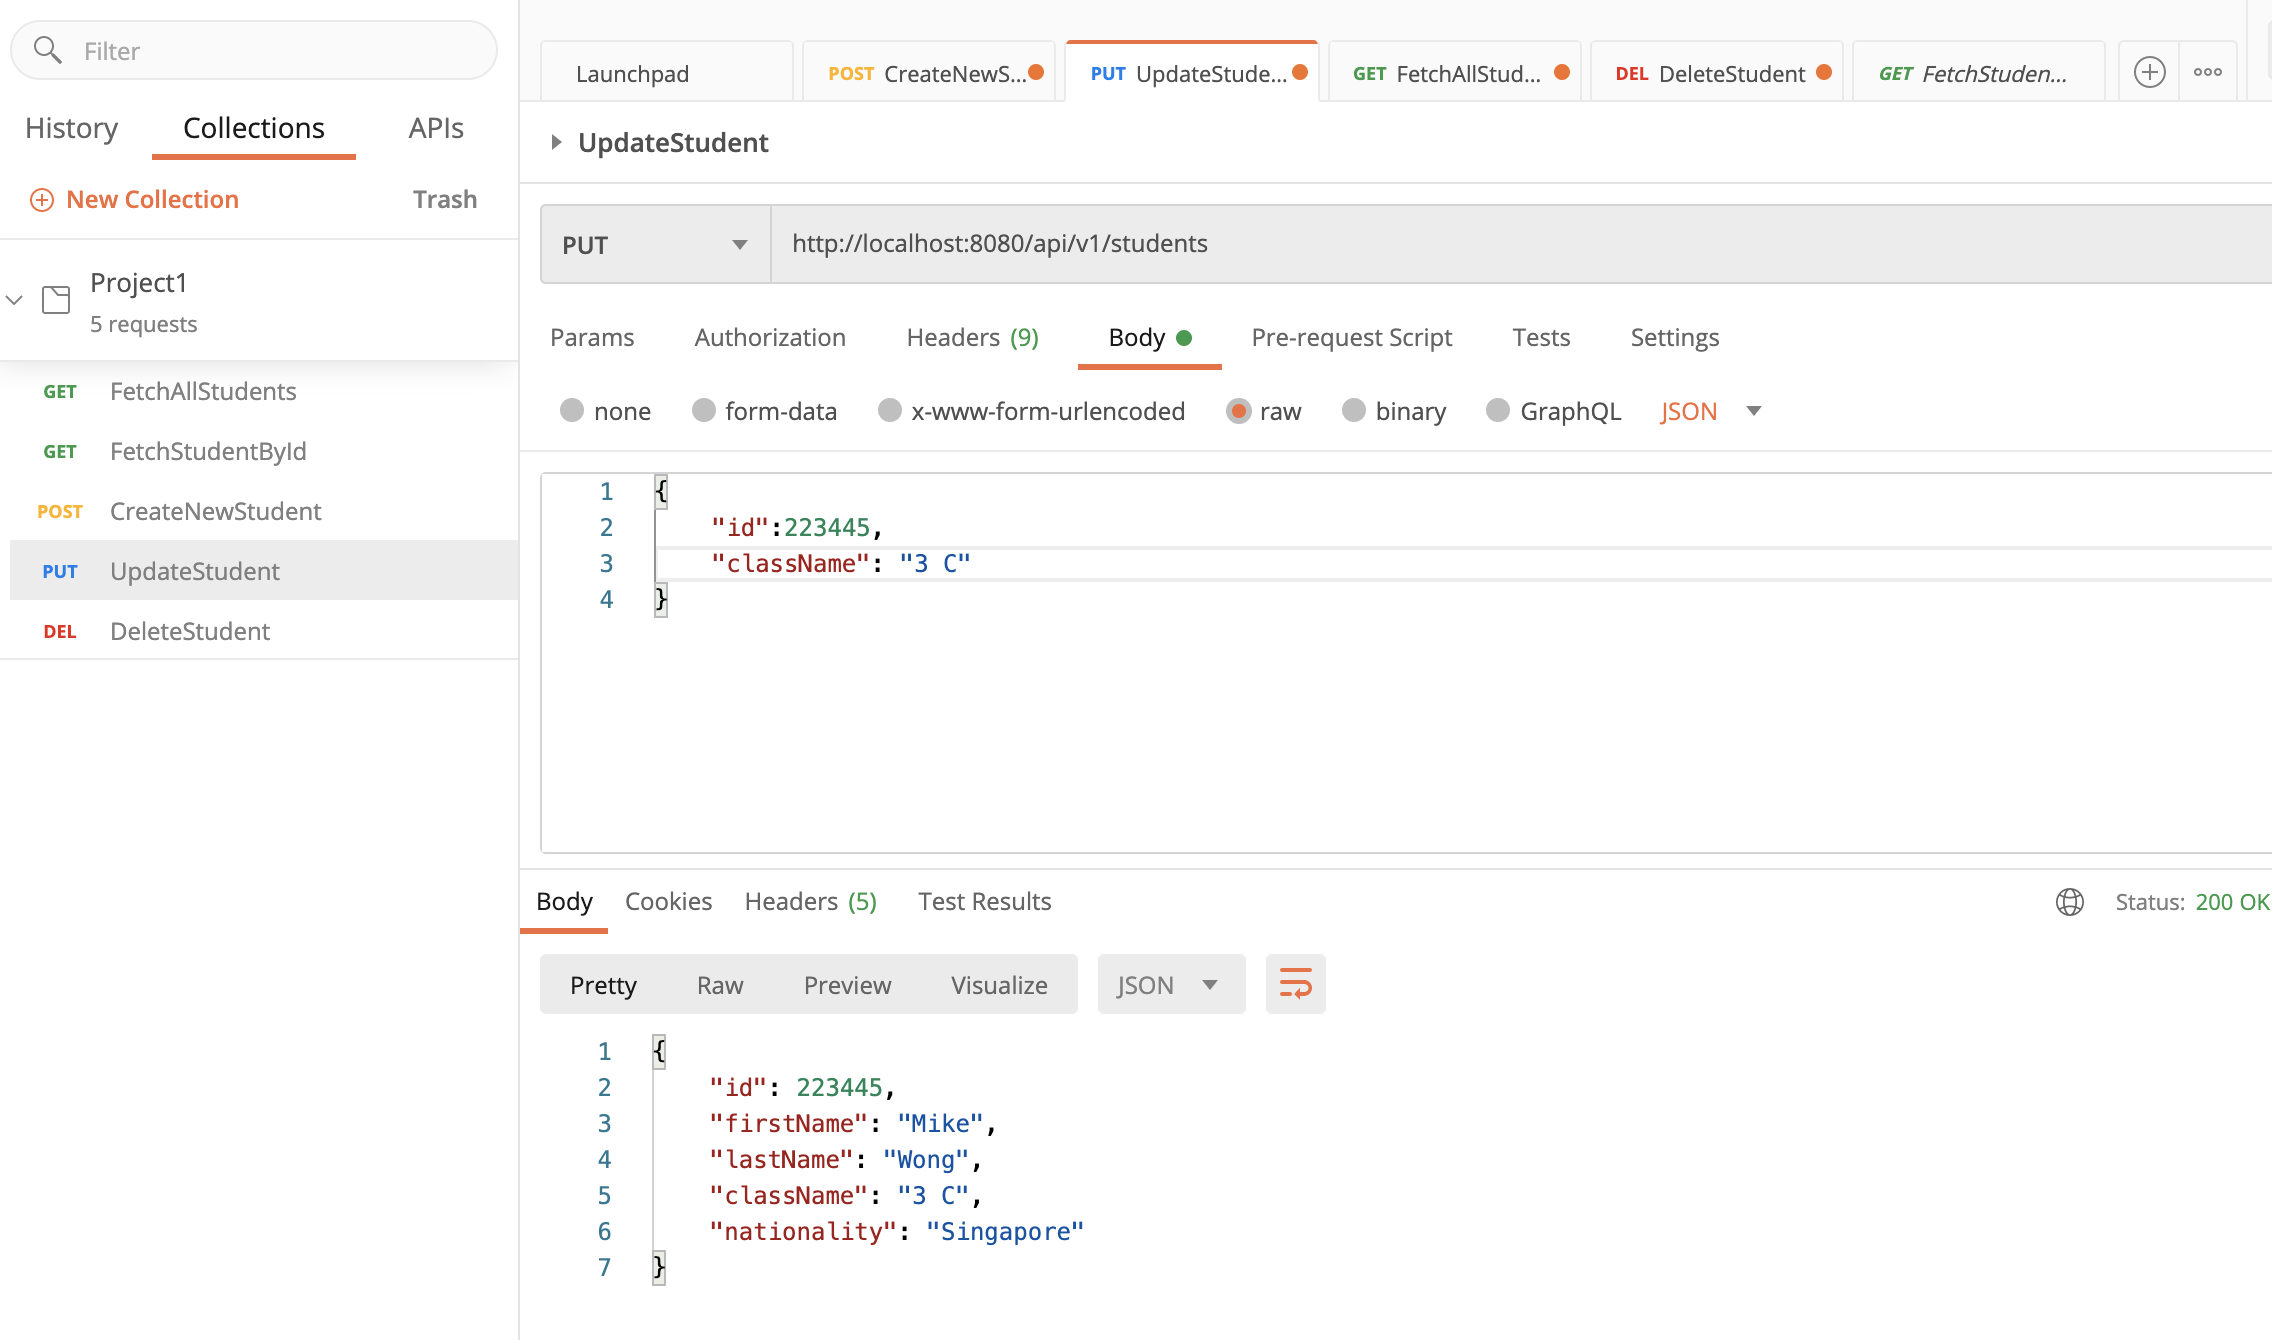 Filter
History Collections APIs
New Collection Trash
Project1
5 requests
GET FetchAllStudents
GET FetchStudentById
POST CreateNewStudent
PUT UpdateStudent
DEL DeleteStudent
Launchpad POST CreateNewS... PUT UpdateStude... GET FetchAllStud... DEL DeleteStudent GET FetchStuden...
UpdateStudent
PUT http://localhost:8080/api/v1/students
Params Authorization Headers (9) Body Pre-request Script Tests Settings
none form-data x-www-form-urlencoded raw binary GraphQL JSON
1 {
2 "id":223445,
3 "className": "3 C"
4 }
Body Cookies Headers (5) Test Results Status: 200 OK
Pretty Raw Preview Visualize JSON
1 {
2 "id": 223445,
3 "firstName": "Mike",
4 "lastName": "Wong",
5 "className": "3 C",
6 "nationality": "Singapore"
7 }